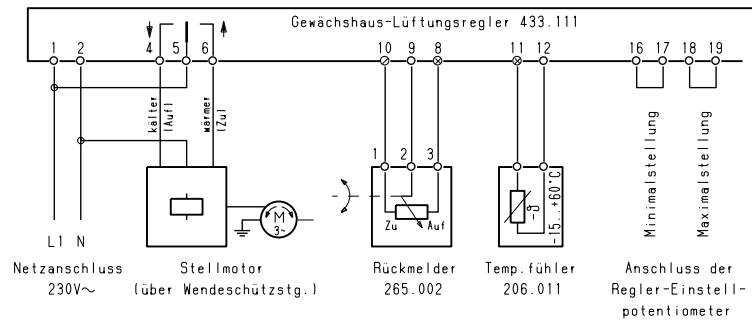 Gewächshaus-Lüftungsregler 433.111
1 2 4 5 6 10 9 8 11 12 16 17 18 19
kälter
(Auf)
wärmer
(Zu)
1 2 3
Zu Auf
M
3~
-ϑ
-15...+60°C
Minimalstellung
Maximalstellung
L1 N
Netzanschluss
230V~
Stellmotor
(über Wendeschützstg.)
Rückmelder
265.002
Temp.fühler
206.011
Anschluss der
Regler-Einstell-
potentiometer